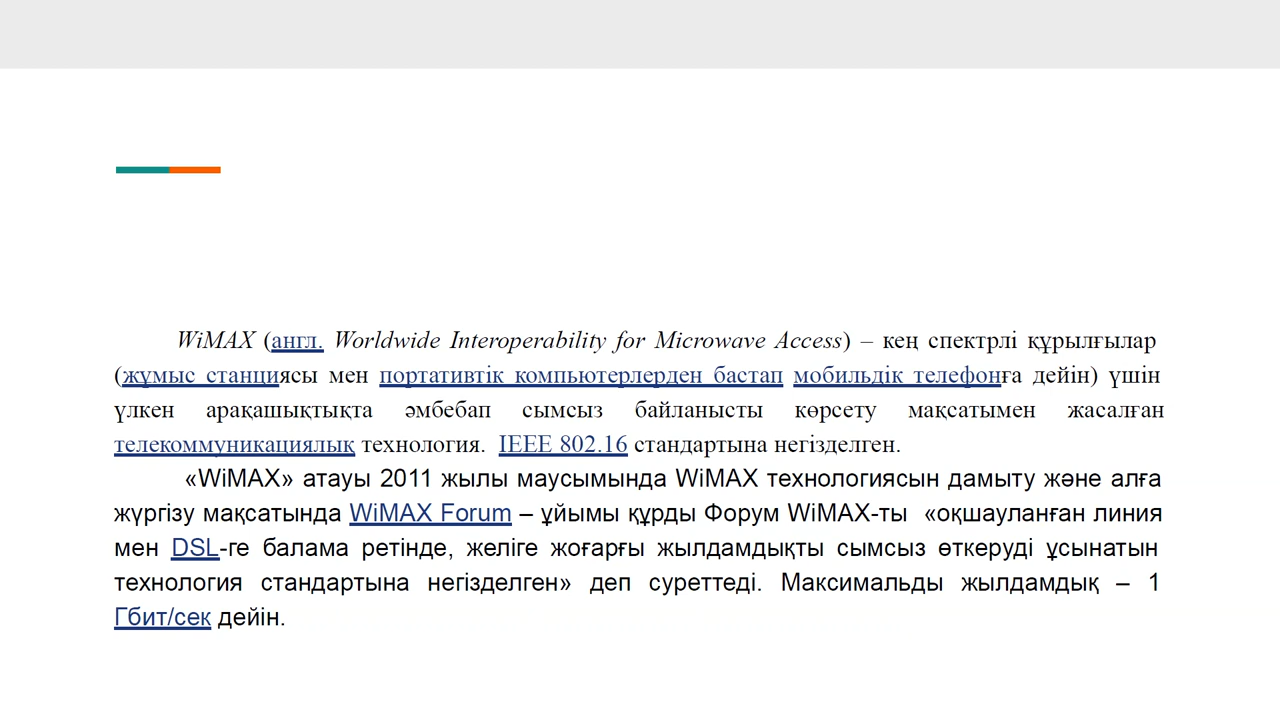 WiMAX (англ. Worldwide Interoperability for Microwave Access) – кең спектрлі құрылғылар
(жұмыс станциясы мен портативтік компьютерлерден бастап мобильдік телефонға дейін) үшін
үлкен арақашықтықта әмбебап сымсыз байланысты көрсету мақсатымен жасалған
телекоммуникациялық технология. IEEE 802.16 стандартына негізделген.
«WiMAX» атауы 2011 жылы маусымында WiMAX технологиясын дамыту және алға
жүргізу мақсатында WiMAX Forum – ұйымы құрды Форум WiMAX-ты «оқшауланған линия
мен DSL-ге балама ретінде, желіге жоғарғы жылдамдықты сымсыз өткеруді ұсынатын
технология стандартына негізделген» деп суреттеді. Максимальды жылдамдық – 1
Гбит/сек дейін.